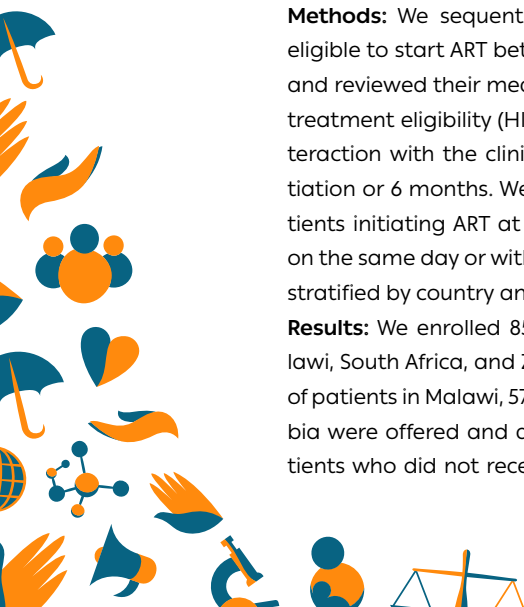 Methods: We sequent
eligible to start ART bet
and reviewed their med
treatment eligibility (HI
teraction with the clini
tiation or 6 months. We
tients initiating ART at
on the same day or with
stratified by country an
Results: We enrolled 85
lawi, South Africa, and Z
of patients in Malawi, 57
bia were offered and a
tients who did not rece